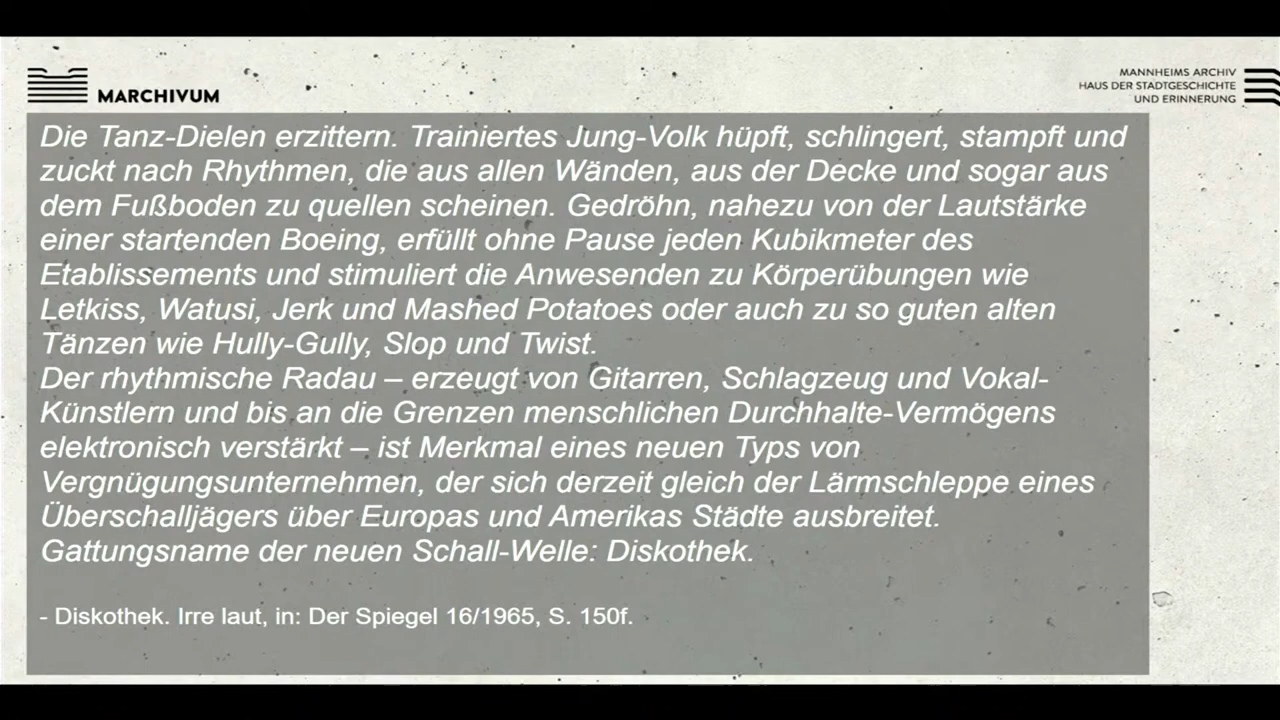 MARCHIVUM
MANNHEIMS ARCHIV
HAUS DER STADTGESCHICHTE
UND ERINNERUNG
Die Tanz-Dielen erzittern. Trainiertes Jung-Volk hüpft, schlingert, stampft und
zuckt nach Rhythmen, die aus allen Wänden, aus der Decke und sogar aus
dem Fußboden zu quellen scheinen. Gedröhn, nahezu von der Lautstärke
einer startenden Boeing, erfüllt ohne Pause jeden Kubikmeter des
Etablissements und stimuliert die Anwesenden zu Körperübungen wie
Letkiss, Watusi, Jerk und Mashed Potatoes oder auch zu so guten alten
Tänzen wie Hully-Gully, Slop und Twist.
Der rhythmische Radau – erzeugt von Gitarren, Schlagzeug und Vokal-
Künstlern und bis an die Grenzen menschlichen Durchhalte-Vermögens
elektronisch verstärkt – ist Merkmal eines neuen Typs von
Vergnügungsunternehmen, der sich derzeit gleich der Lärmschleppe eines
Überschalljägers über Europas und Amerikas Städte ausbreitet.
Gattungsname der neuen Schall-Welle: Diskothek.
- Diskothek. Irre laut, in: Der Spiegel 16/1965, S. 150f.